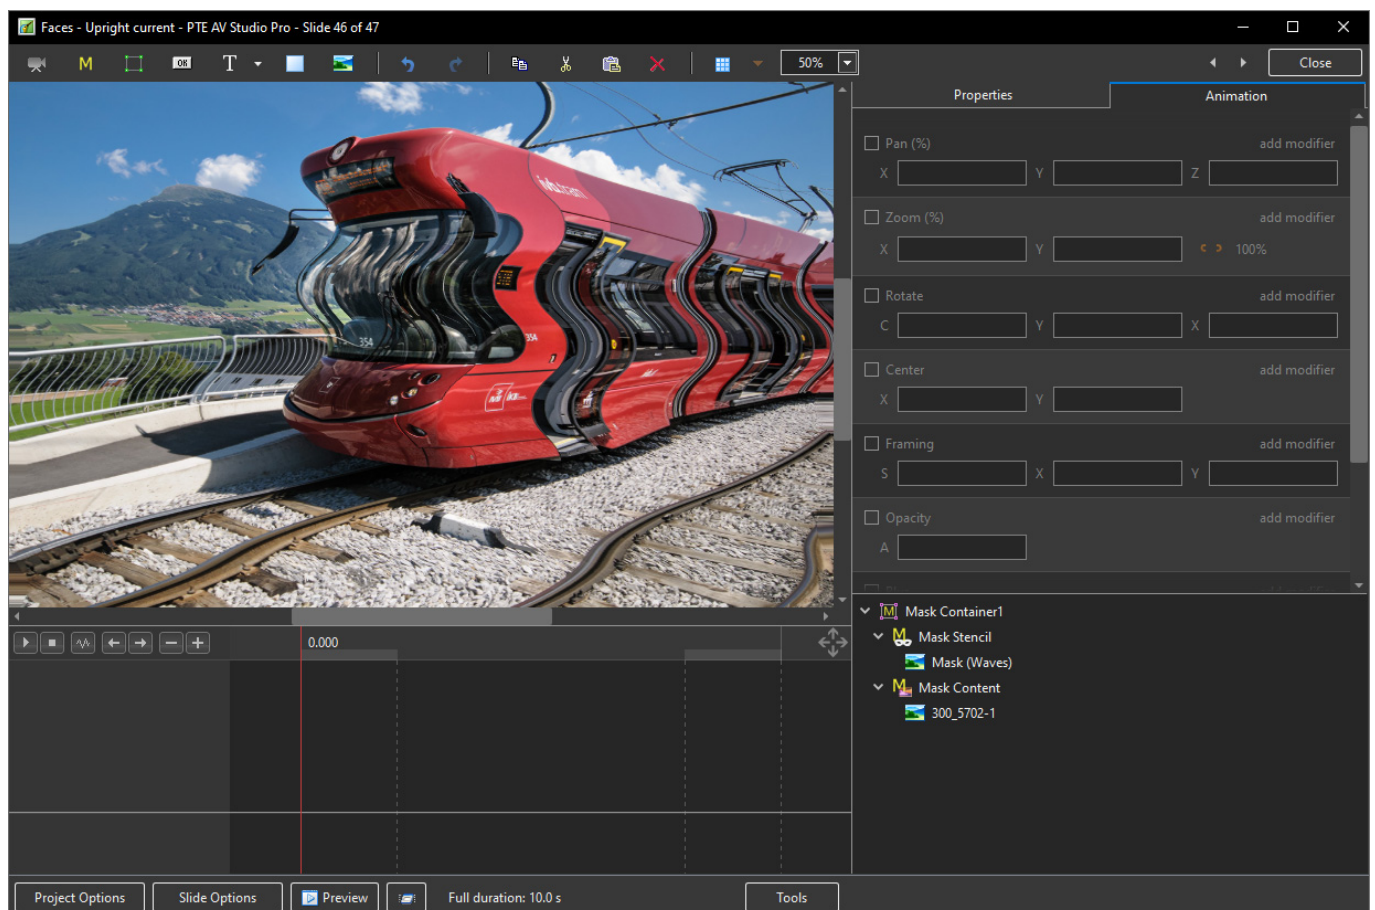 Faces - Upright current - PTE AV Studio Pro - Slide 46 of 47
M OK T 50% Close
Properties Animation
Pan (%) add modifier
X Y Z
Zoom (%) add modifier
X Y 100%
Rotate add modifier
C Y X
Center add modifier
X Y
Framing add modifier
S X Y
Opacity add modifier
A
354
354
0.000
M Mask Container1
M Mask Stencil
Mask (Waves)
M Mask Content
300_5702-1
Project Options Slide Options Preview Full duration: 10.0 s Tools